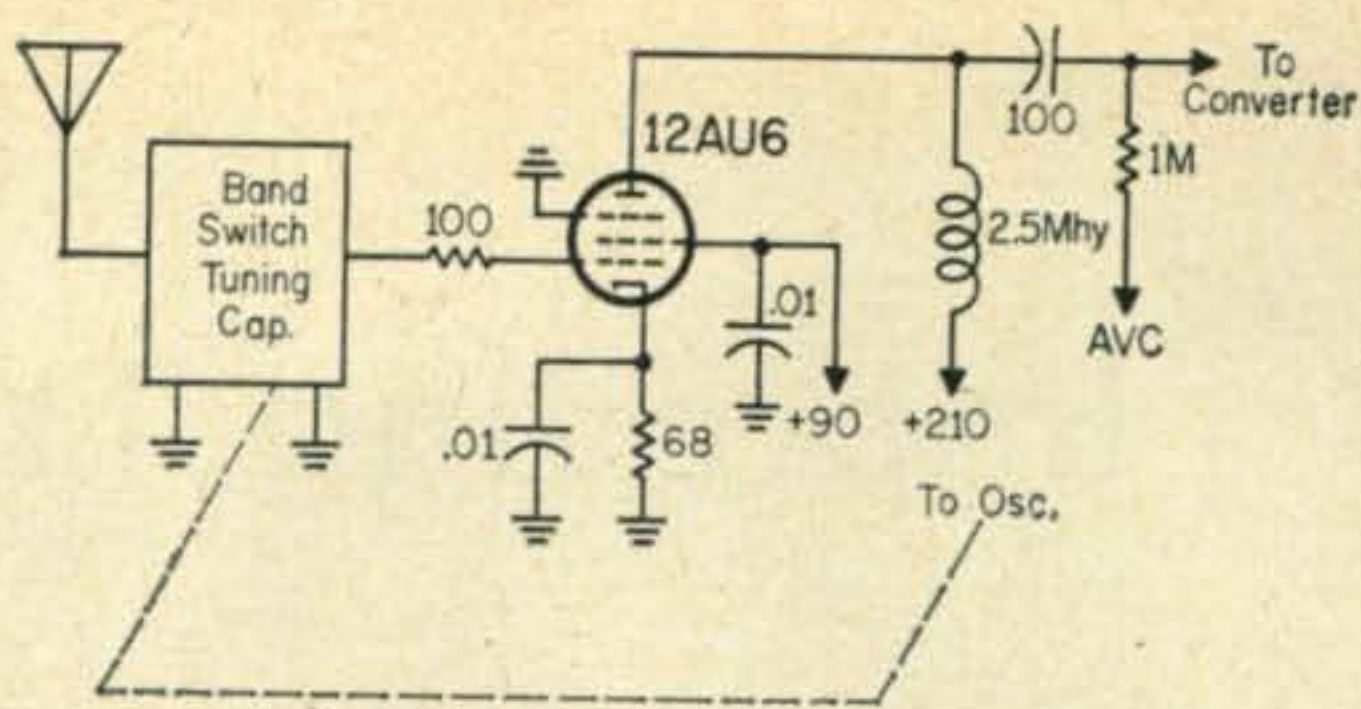 Band
Switch
Tuning
Cap.
100
12AU6
.01
68
.01
+90
+210
2.5Mhy
100
1M
AVC
To
Converter
To Osc.